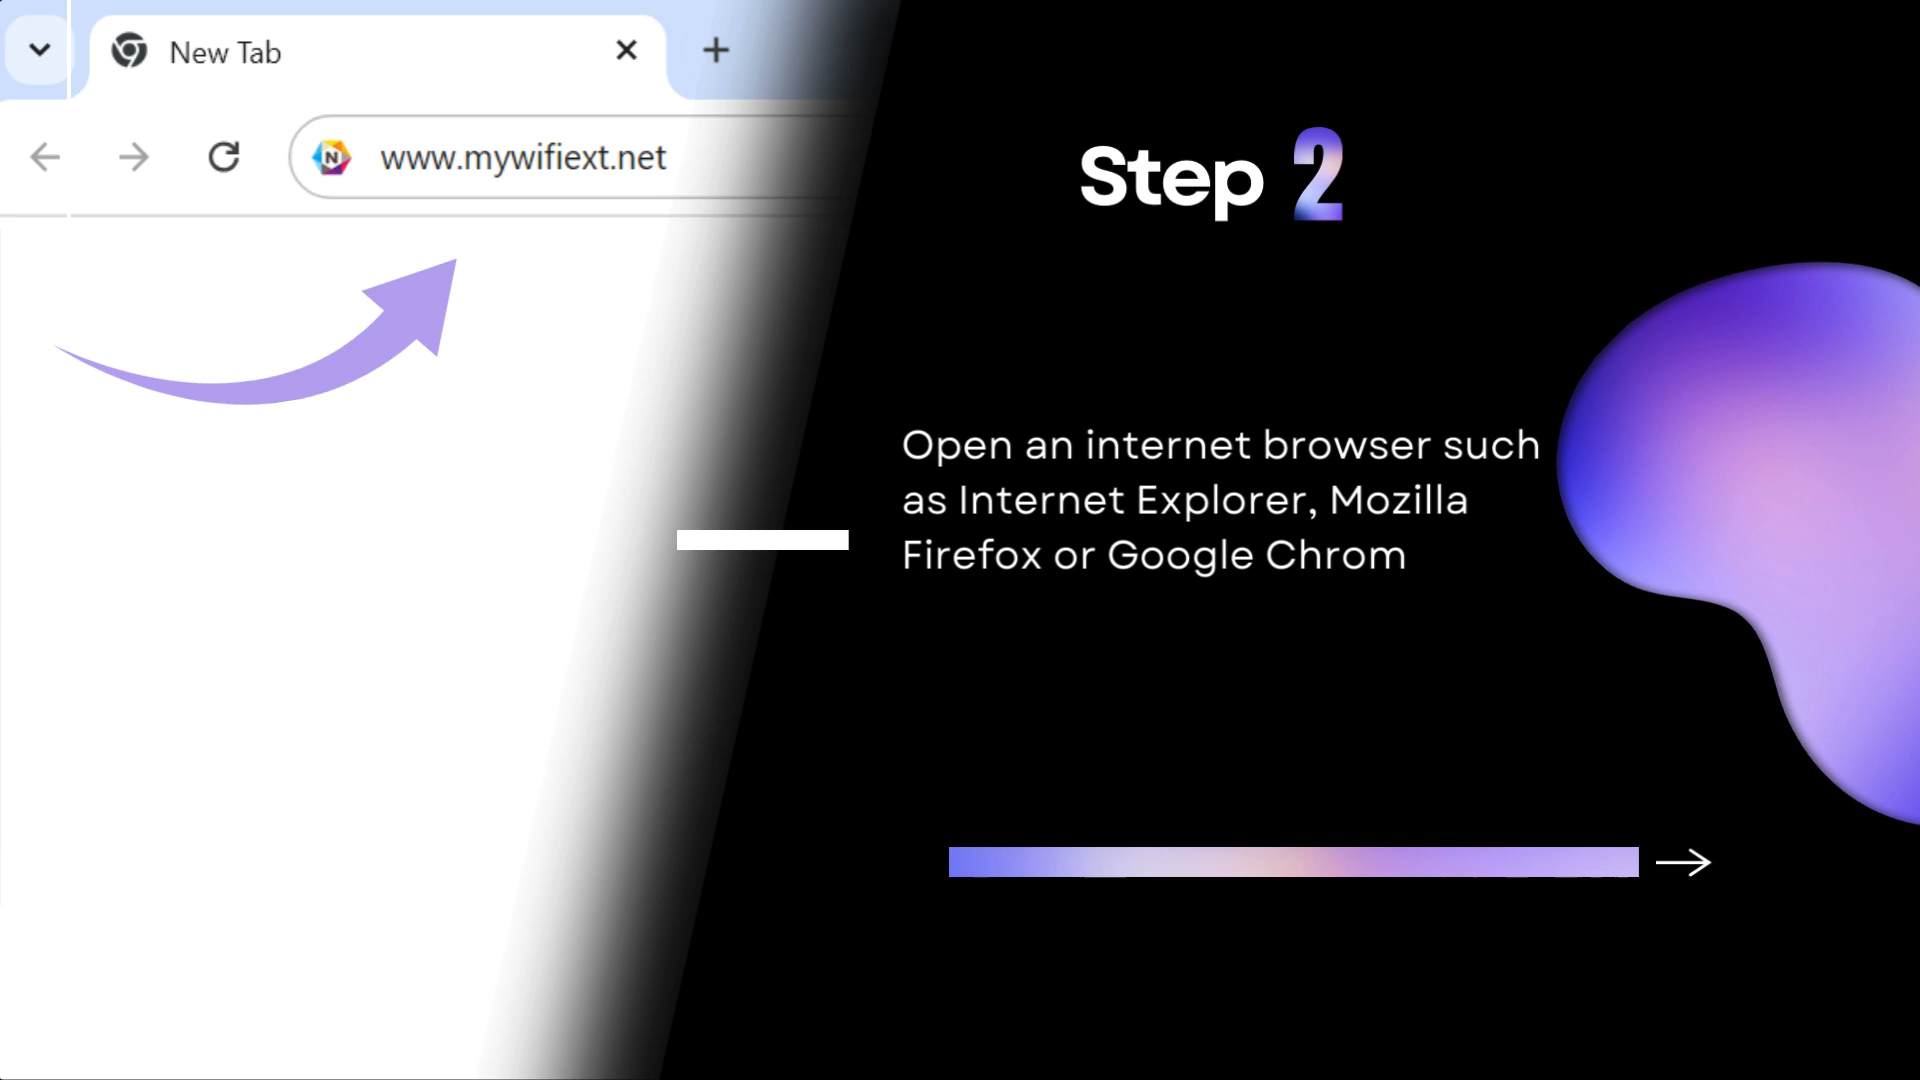 New Tab
www.mywifiext.net
N
Step 2
Open an internet browser such
as Internet Explorer, Mozilla
Firefox or Google Chrom